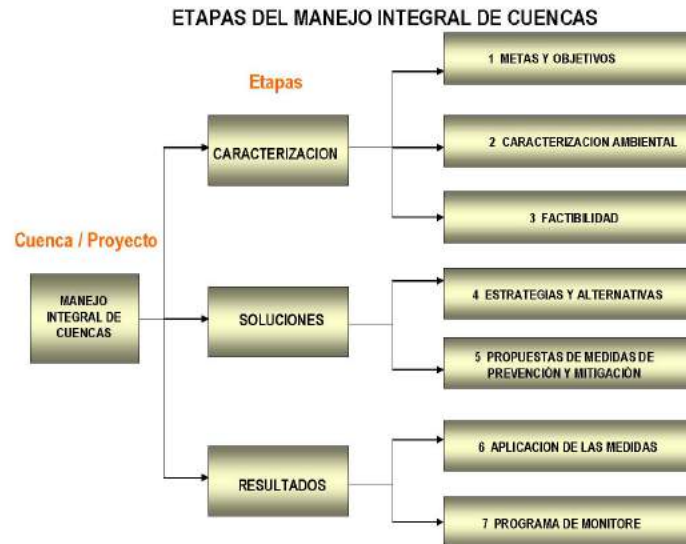 ETAPAS DEL MANEJO INTEGRAL DE CUENCAS
Etapas
Cuenca / Proyecto
MANEJO
INTEGRAL DE
CUENCAS
CARACTERIZACION
1 METAS Y OBJETIVOS
2 CARACTERIZACION AMBIENTAL
3 FACTIBILIDAD
SOLUCIONES
4 ESTRATEGIAS Y ALTERNATIVAS
5 PROPUESTAS DE MEDIDAS DE
PREVENCIÓN Y MITIGACIÓN
RESULTADOS
6 APLICACION DE LAS MEDIDAS
7 PROGRAMA DE MONITORE